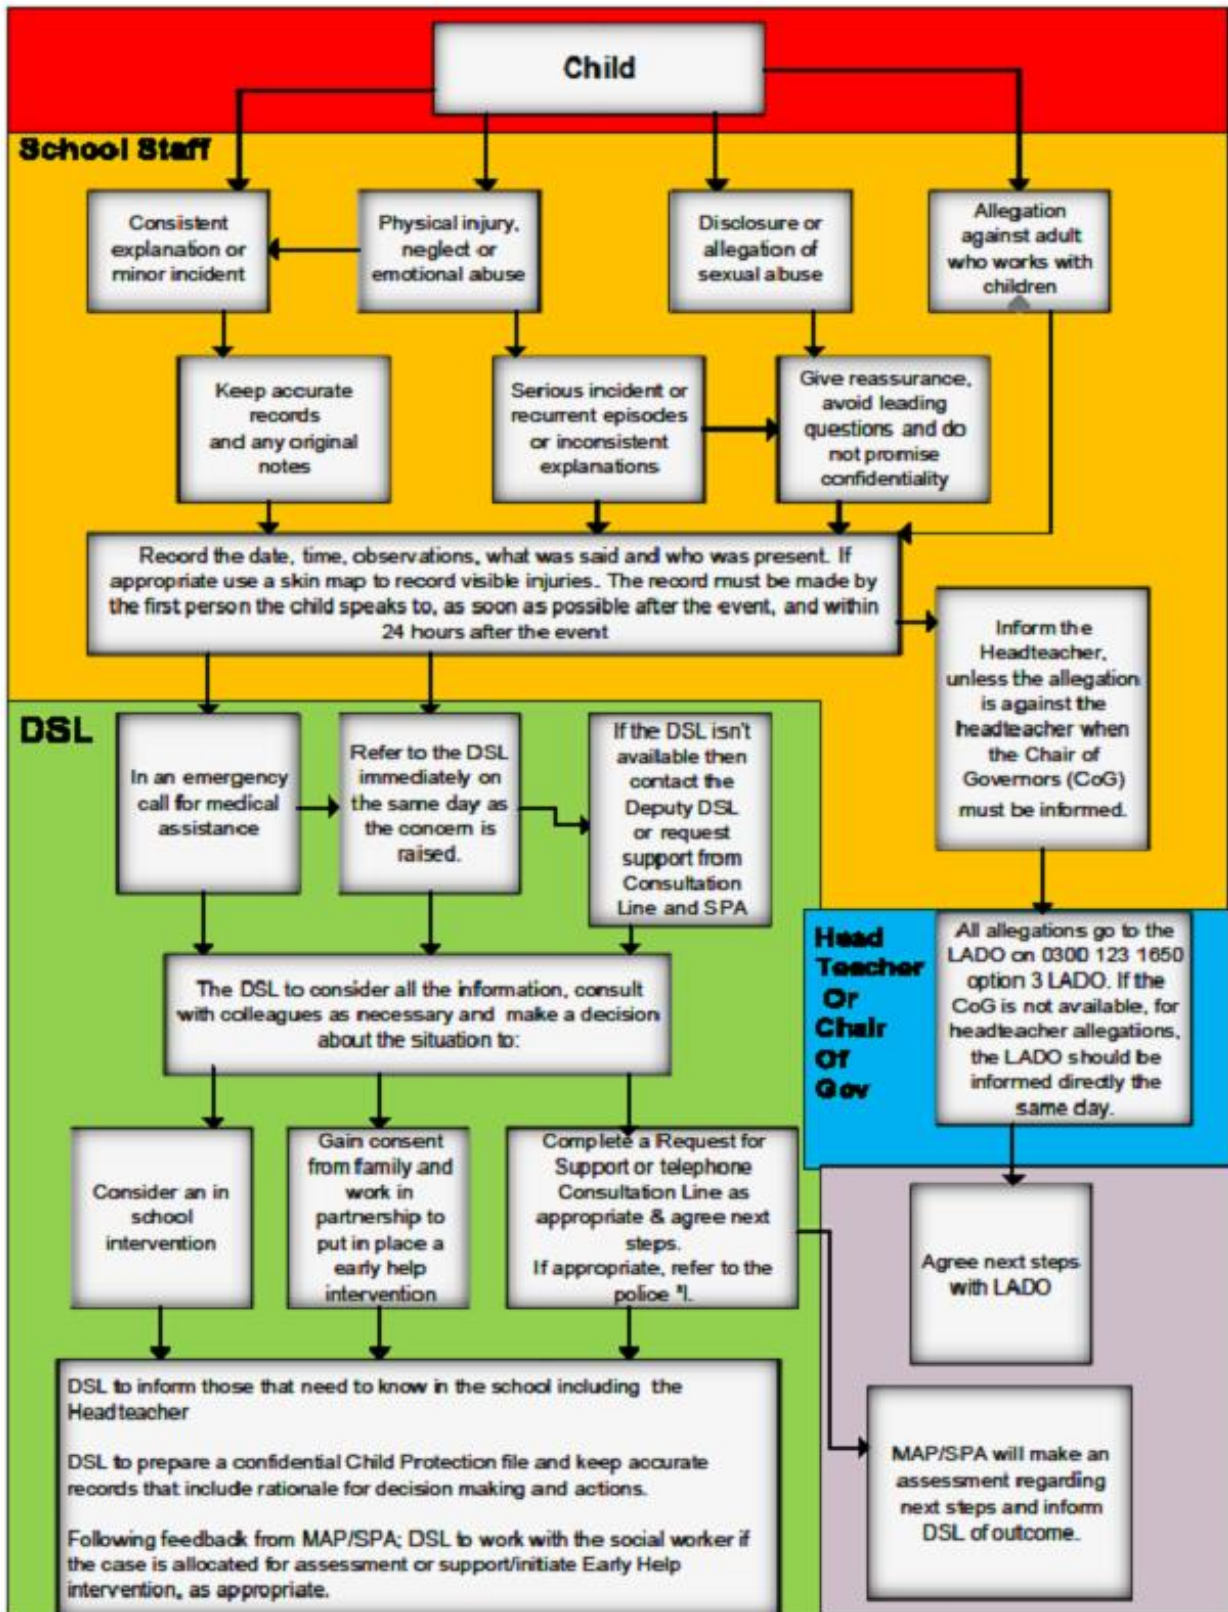 Child
School Staff
Consistent
explanation or
minor incident
Physical injury,
neglect or
emotional abuse
Disclosure or
allegation of
sexual abuse
Allegation
against adult
who works with
children
Keep accurate
records
and any original
notes
Serious incident or
recurrent episodes
or inconsistent
explanations
Give reassurance,
avoid leading
questions and do
not promise
confidentiality
Record the date, time, observations, what was said and who was present. If
appropriate use a skin map to record visible injuries. The record must be made by
the first person the child speaks to, as soon as possible after the event, and within
24 hours after the event
Inform the
Headteacher,
unless the allegation
is against the
headteacher when
the Chair of
Governors (CoG)
must be informed.
DSL
In an emergency
call for medical
assistance
Refer to the DSL
immediately on
the same day as
the concern is
raised.
If the DSL isn't
available then
contact the
Deputy DSL
or request
support from
Consultation
Line and SPA
Head
Teacher
Or
Chair
Of
Gov
All allegations go to the
LADO on 0300 123 1650
option 3 LADO. If the
CoG is not available, for
headteacher allegations,
the LADO should be
informed directly the
same day.
The DSL to consider all the information, consult
with colleagues as necessary and make a decision
about the situation to:
Consider an in
school
intervention
Gain consent
from family and
work in
partnership to
put in place a
early help
intervention
Complete a Request for
Support or telephone
Consultation Line as
appropriate & agree next
steps.
If appropriate, refer to the
police *I.
Agree next steps
with LADO
DSL to inform those that need to know in the school including the
Headteacher
DSL to prepare a confidential Child Protection file and keep accurate
records that include rationale for decision making and actions.
Following feedback from MAP/SPA; DSL to work with the social worker if
the case is allocated for assessment or support/initiate Early Help
intervention, as appropriate.
MAP/SPA will make an
assessment regarding
next steps and inform
DSL of outcome.